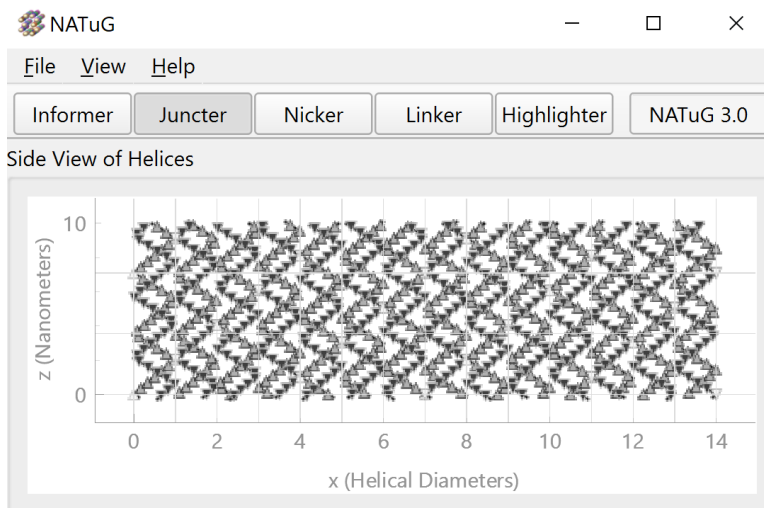 NATuG
File View Help
Informer Juncter Nicker Linker Highlighter NATuG 3.0
Side View of Helices
10
0
z (Nanometers)
0 2 4 6 8 10 12 14
x (Helical Diameters)